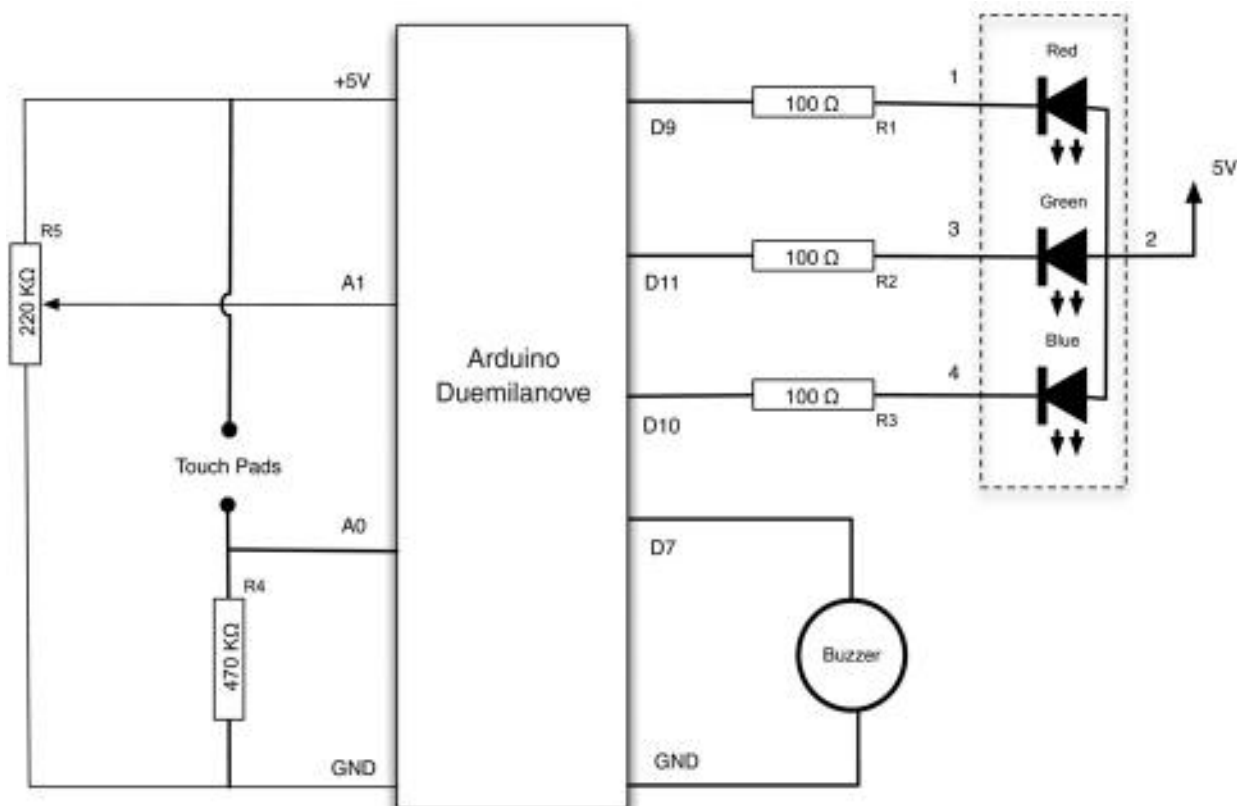 +5V
R5
220 KΩ
A1
Touch Pads
A0
R4
470 KΩ
GND
Arduino
Duemilanove
D9
100 Ω
R1
1
Red
D11
100 Ω
R2
3
Green
2
5V
D10
100 Ω
R3
4
Blue
D7
Buzzer
GND